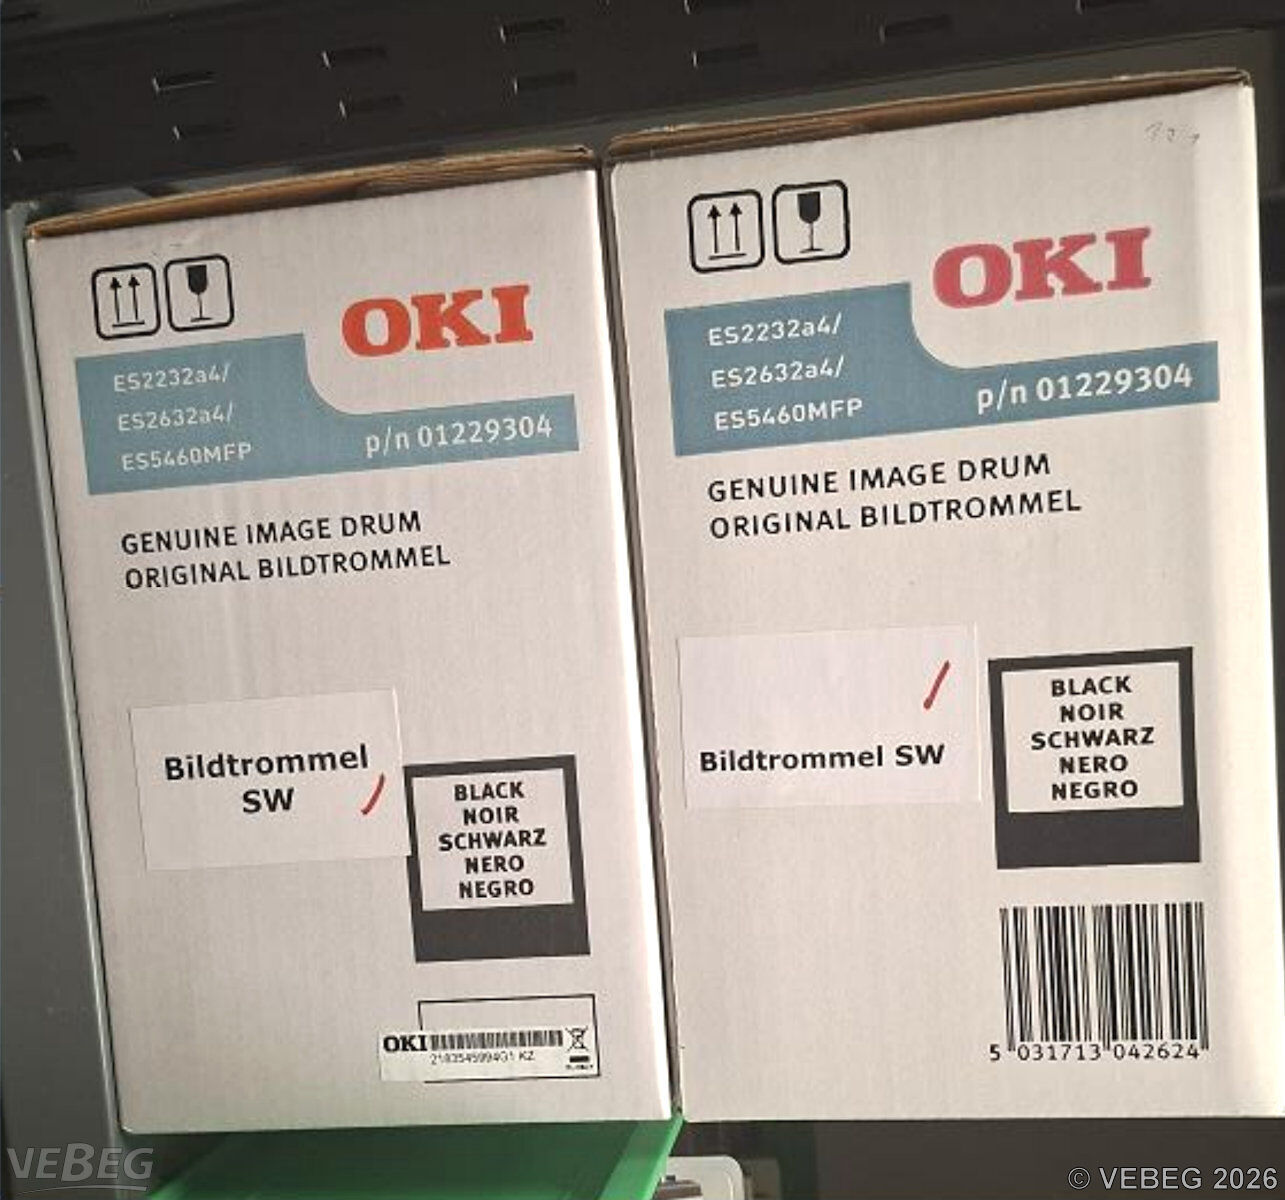 OKI
ES2232a4/
ES2632a4/
ES5460MFP
p/n 01229304
GENUINE IMAGE DRUM
ORIGINAL BILDTROMMEL
Bildtrommel
SW
BLACK
NOIR
SCHWARZ
NERO
NEGRO
OKI
OKI
ES2232a4/
ES2632a4/
ES5460MFP
p/n 01229304
GENUINE IMAGE DRUM
ORIGINAL BILDTROMMEL
Bildtrommel SW
BLACK
NOIR
SCHWARZ
NERO
NEGRO
5 031713 042624
VEBEG
© VEBEG 2026